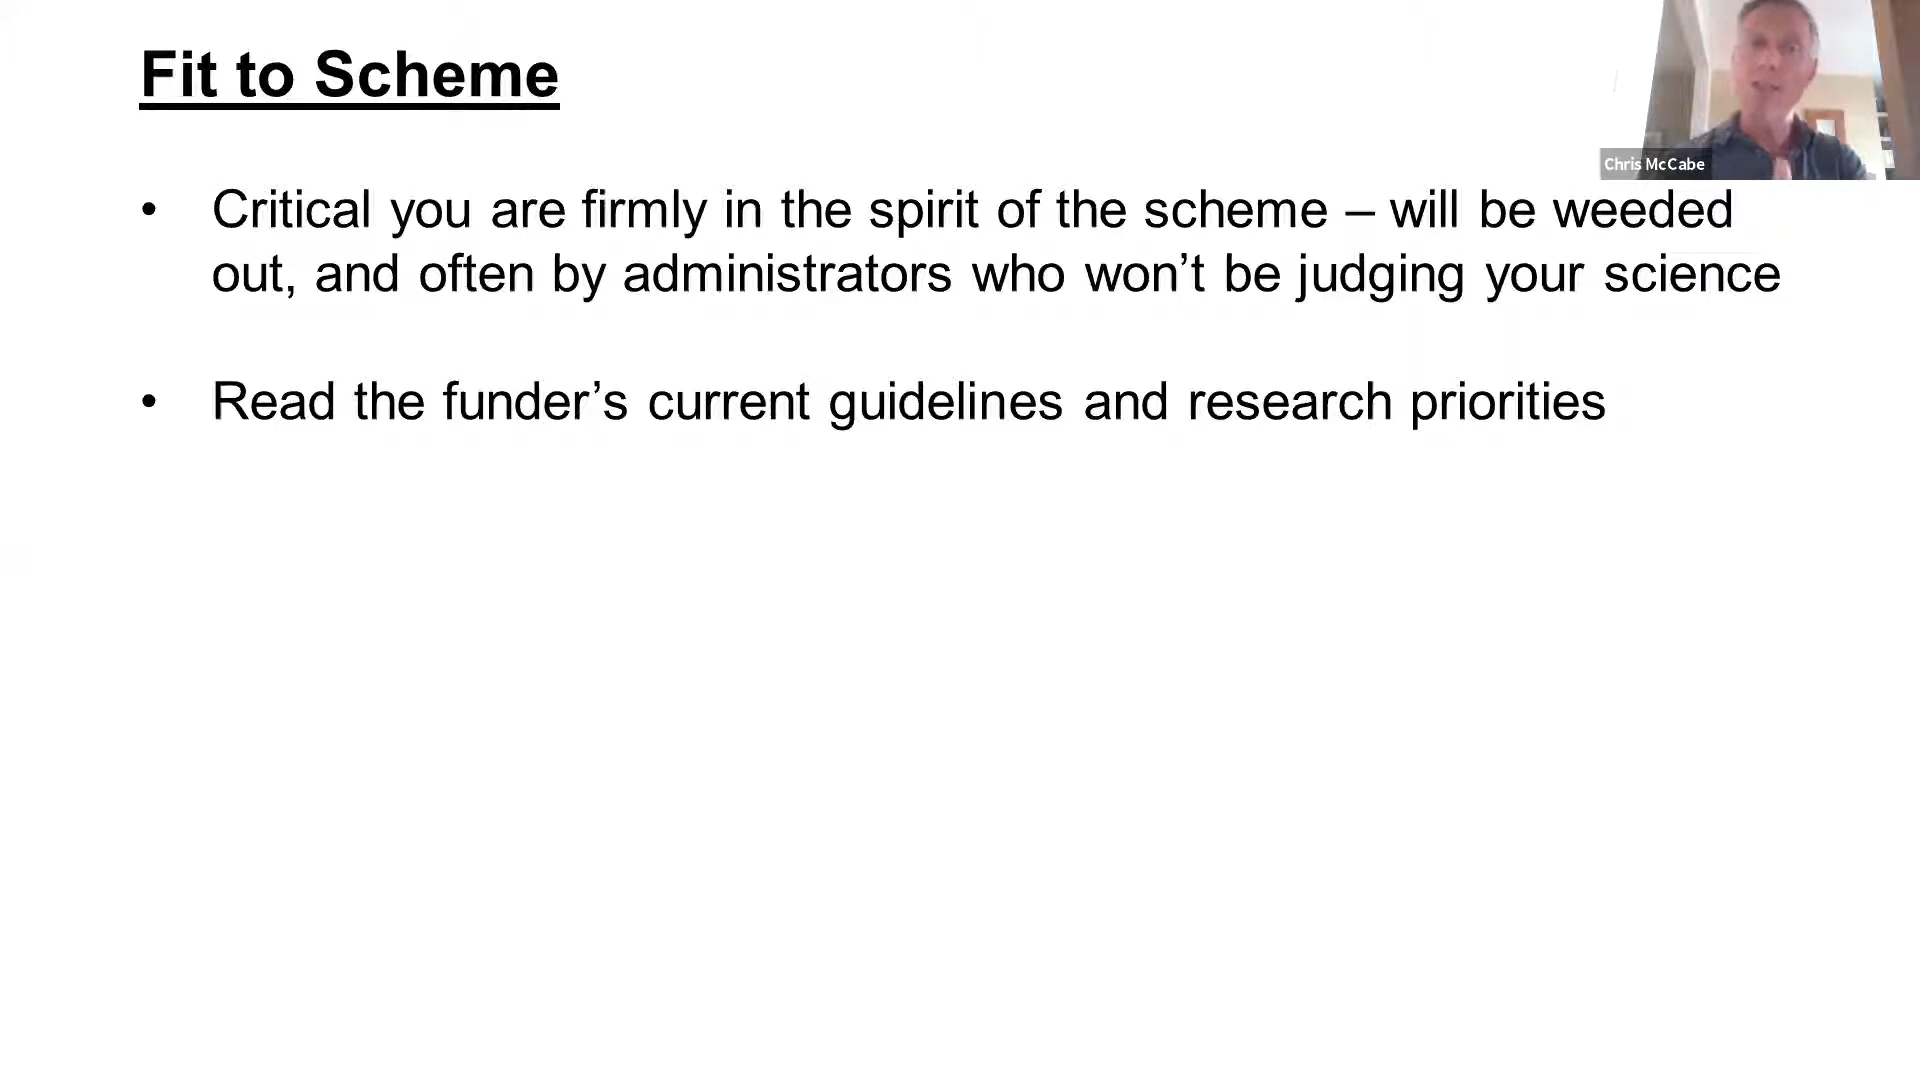 Fit to Scheme
Chris McCabe
• Critical you are firmly in the spirit of the scheme – will be weeded
out, and often by administrators who won’t be judging your science
• Read the funder’s current guidelines and research priorities